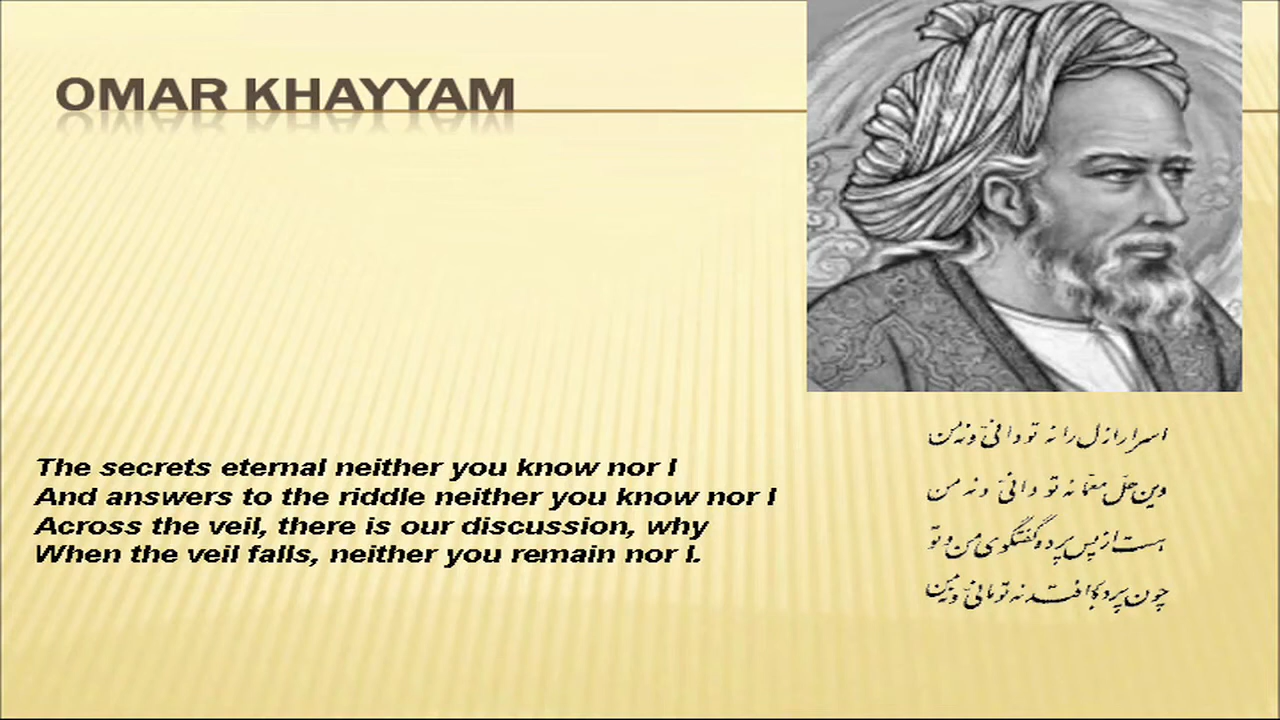 OMAR KHAYYAM
The secrets eternal neither you know nor I
And answers to the riddle neither you know nor I
Across the veil, there is our discussion, why
When the veil falls, neither you remain nor I.
اسرار ازل را نه تو دانیّ و نه من
وین حلّ معمّا نه تو دانیّ و نه من
هست از پس پرده گفتگوی من و تو
چون پرده برافتد نه تو مانیّ و نه من